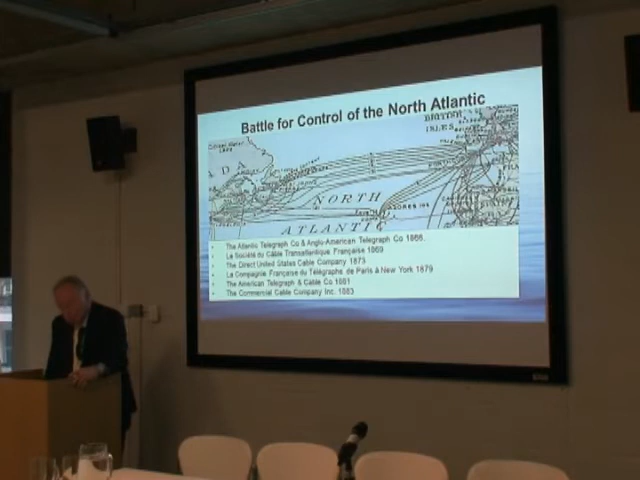 Battle for Control of the North Atlantic
BRITISH
ISLES
A D A
NORTH
ATLANTIC
The Atlantic Telegraph Co & Anglo-American Telegraph Co 1866.
La Société du Câble Transatlantique Française 1869
The Direct United States Cable Company 1873
La Compagnie Française du Télégraphe de Paris à New York 1879
The American Telegraph & Cable Co 1881
The Commercial Cable Company Inc. 1883